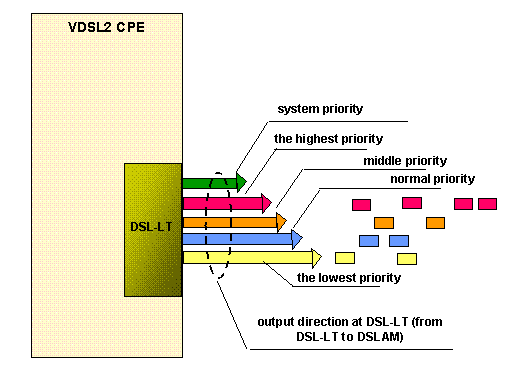 VDSL2 CPE
system priority
the highest priority
middle priority
normal priority
DSL-LT
the lowest priority
output direction at DSL-LT (from
DSL-LT to DSLAM)